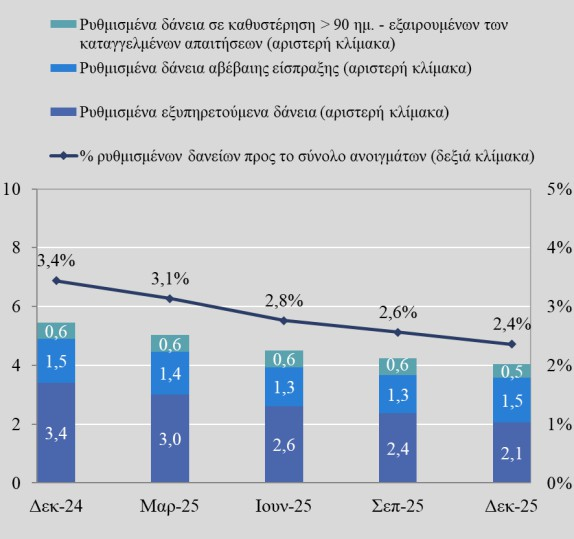 Ρυθμισμένα δάνεια σε καθυστέρηση > 90 ημ. - εξαιρουμένων των
καταγγελμένων απαιτήσεων (αριστερή κλίμακα)
Ρυθμισμένα δάνεια αβέβαιης είσπραξης (αριστερή κλίμακα)
Ρυθμισμένα εξυπηρετούμενα δάνεια (αριστερή κλίμακα)
% ρυθμισμένων δανείων προς το σύνολο ανοιγμάτων (δεξιά κλίμακα)
10 5%
8 4%
3,4% 3,1% 2,8% 2,6% 2,4%
6 3%
0,6 0,6 0,6 0,6 0,5
4 2%
1,5 1,4 1,3 1,3 1,5
2 1%
3,4 3,0 2,6 2,4 2,1
0 0%
Δεκ-24 Μαρ-25 Ιουν-25 Σεπ-25 Δεκ-25